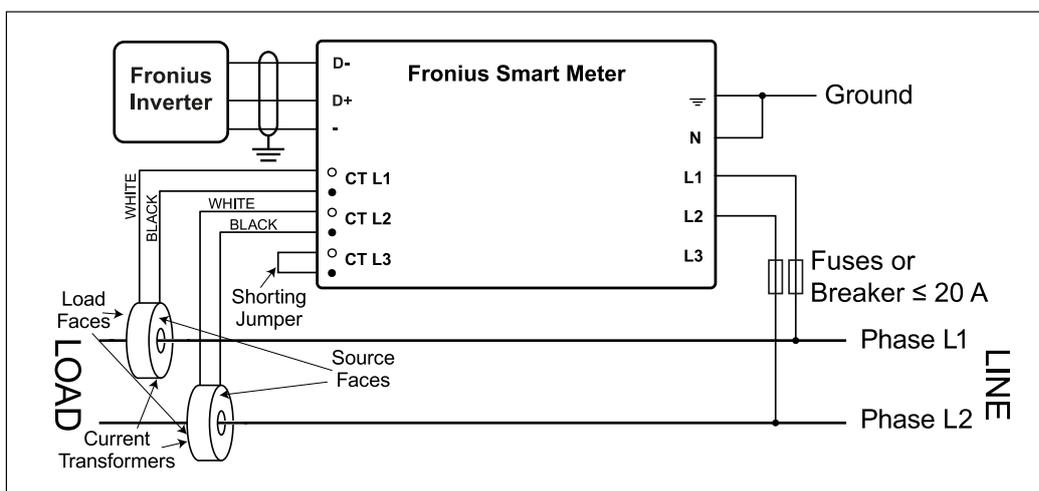 Fronius
Inverter
D-
D+
-
Fronius Smart Meter
N
Ground
WHITE
BLACK
CT L1
WHITE
CT L2
BLACK
CT L3
L1
L2
L3
Shorting
Jumper
Fuses or
Breaker ≤ 20 A
Load
Faces
Source
Faces
LOAD
Phase L1
LINE
Phase L2
Current
Transformers